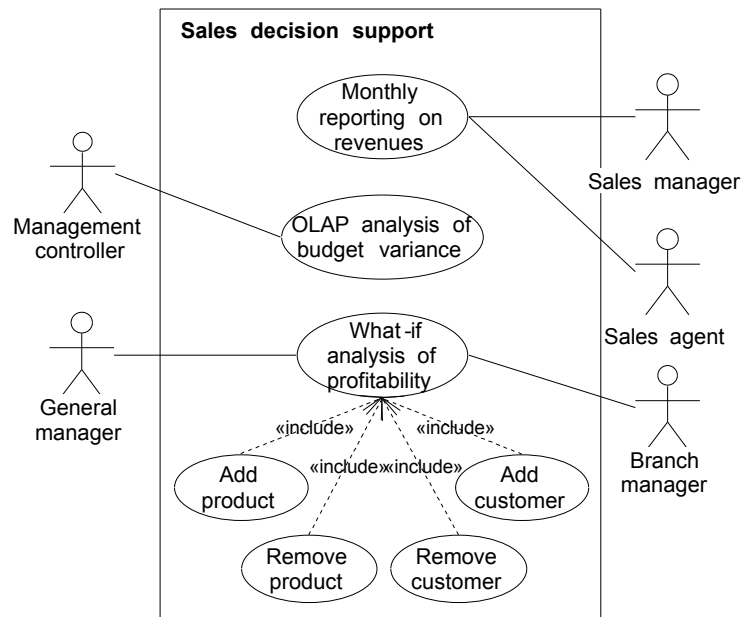 Sales decision support
Monthly
reporting on
revenues
Sales manager
Management
controller
OLAP analysis of
budget variance
Sales agent
What-if
analysis of
profitability
General
manager
Branch
manager
«include»
«include»
«include»
«include»
Add
product
Add
customer
Remove
product
Remove
customer